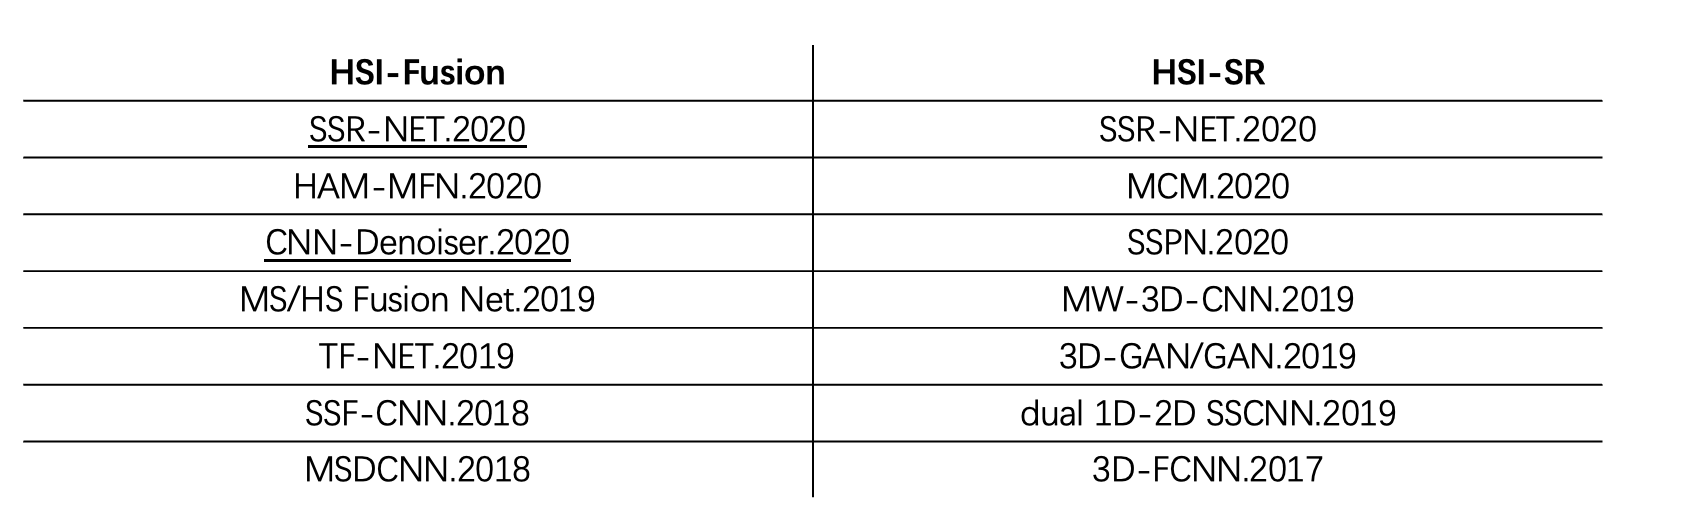 HSI-Fusion HSI-SR
SSR-NET.2020 SSR-NET.2020
HAM-MFN.2020 MCM.2020
CNN-Denoiser.2020 SSPN.2020
MS/HS Fusion Net.2019 MW-3D-CNN.2019
TF-NET.2019 3D-GAN/GAN.2019
SSF-CNN.2018 dual 1D-2D SSCNN.2019
MSDCNN.2018 3D-FCNN.2017